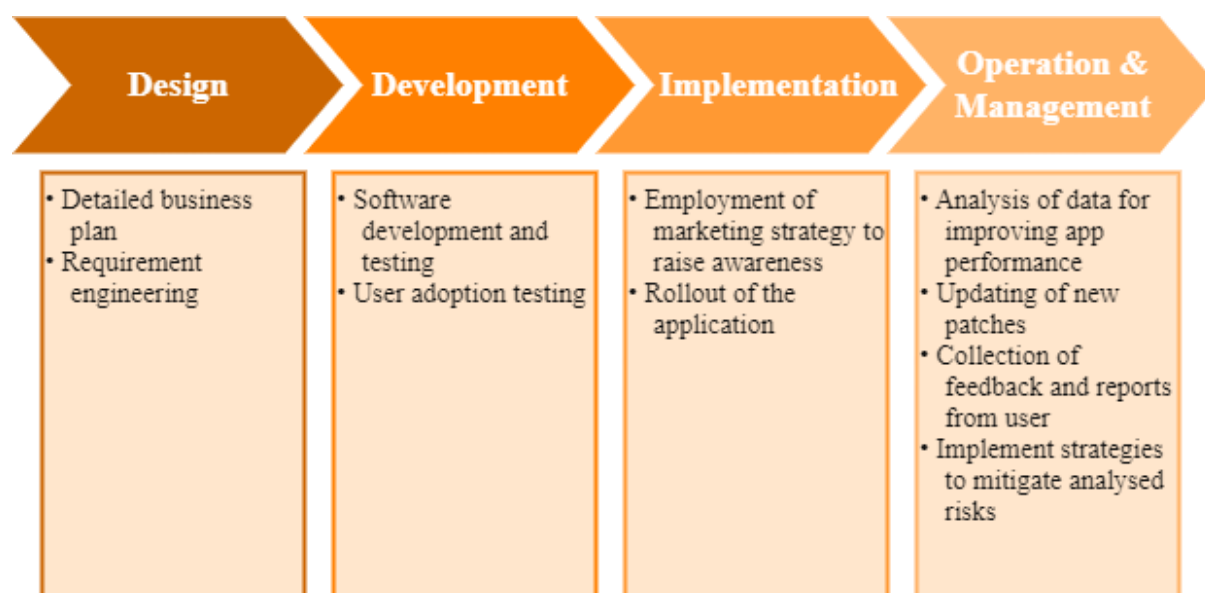 Design
Development
Implementation
Operation &
Management
• Detailed business
plan
• Requirement
engineering
• Software
development and
testing
• User adoption testing
• Employment of
marketing strategy to
raise awareness
• Rollout of the
application
• Analysis of data for
improving app
performance
• Updating of new
patches
• Collection of
feedback and reports
from user
• Implement strategies
to mitigate analysed
risks